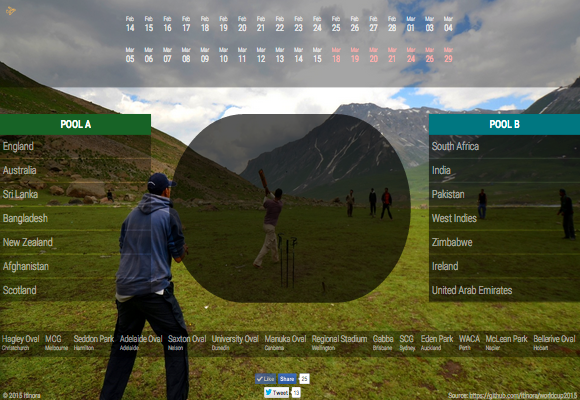 Feb Feb Feb Feb Feb Feb Feb Feb Feb Feb Feb Feb Feb Feb Feb Mar Mar Mar Mar
14 15 16 17 18 19 20 21 22 23 24 25 26 27 28 01 03 04
Mar Mar Mar Mar Mar Mar Mar Mar Mar Mar Mar Mar Mar Mar Mar Mar Mar Mar
05 06 07 08 09 10 11 12 13 14 15 18 19 20 21 24 26 29
POOL A
England
Australia
Sri Lanka
Bangladesh
New Zealand
Afghanistan
Scotland
POOL B
South Africa
India
Pakistan
West Indies
Zimbabwe
Ireland
United Arab Emirates
Hagley Oval MCG Seddon Park Adelaide Oval Saxton Oval University Oval Manuka Oval Regional Stadium Gabba SCG Eden Park WACA McLean Park Bellerive Oval
Christchurch Melbourne Hamilton Adelaide Nelson Dunedin Canberra Wellington Brisbane Sydney Auckland Perth Napier Hobart
Like Share 25
Tweet 13
© 2015 Itinora Source: https://github.com/itinora/worldcup2015